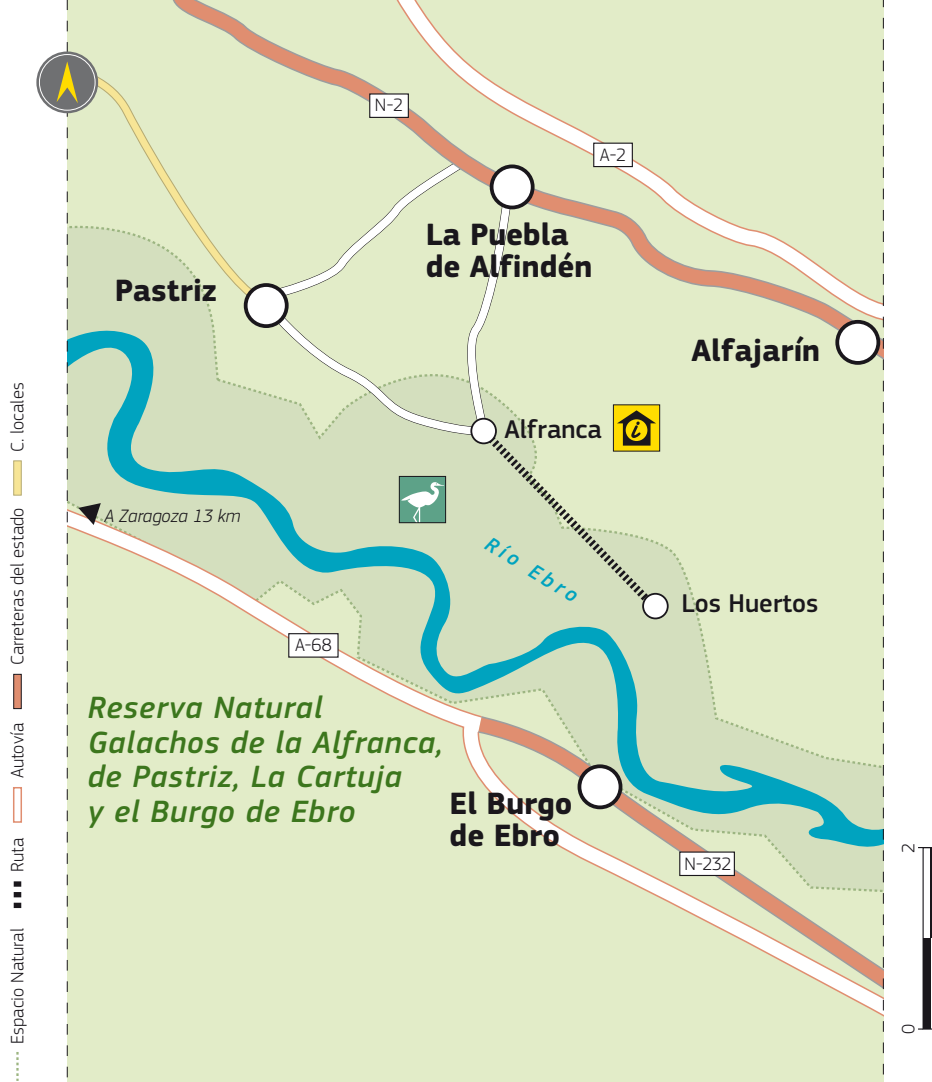 N-2
A-2
La Puebla
de Alfindén
Pastriz
Alfajarín
Alfranca
i
A Zaragoza 13 km
Río Ebro
Los Huertos
A-68
Reserva Natural
Galachos de la Alfranca,
de Pastriz, La Cartuja
y el Burgo de Ebro
El Burgo
de Ebro
N-232
Espacio Natural
Ruta
Autovía
Carreteras del estado
C. locales
0
2